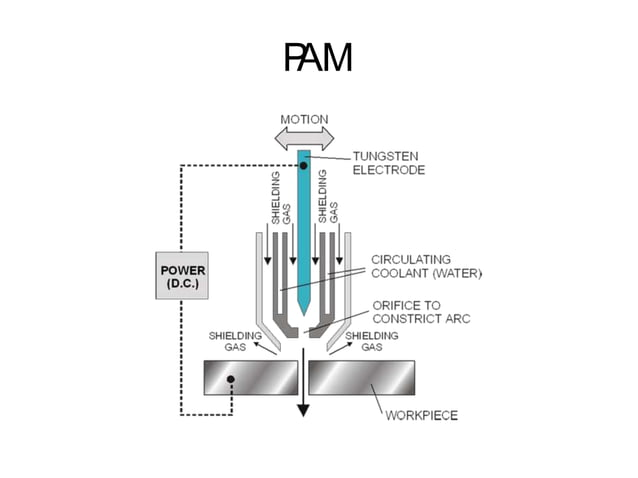 PAM
MOTION
TUNGSTEN
ELECTRODE
SHIELDING
GAS
SHIELDING
GAS
CIRCULATING
COOLANT (WATER)
POWER
(D.C.)
ORIFICE TO
CONSTRICT ARC
SHIELDING
GAS
SHIELDING
GAS
WORKPIECE